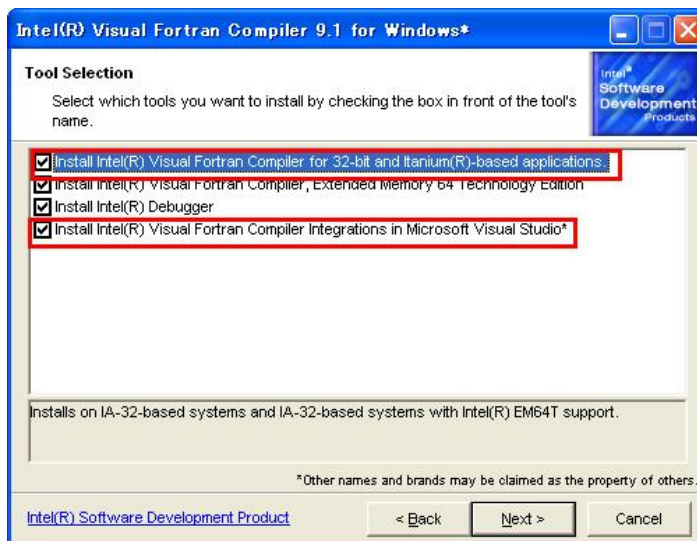 Intel(R) Visual Fortran Compiler 9.1 for Windows*
Tool Selection
Select which tools you want to install by checking the box in front of the tool's
name.
Intel®
Software
Development
Products
Install Intel(R) Visual Fortran Compiler for 32-bit and Itanium(R)-based applications.
Install Intel(R) Visual Fortran Compiler, Extended Memory 64 Technology Edition
Install Intel(R) Debugger
Install Intel(R) Visual Fortran Compiler Integrations in Microsoft Visual Studio*
Installs on IA-32-based systems and IA-32-based systems with Intel(R) EM64T support.
*Other names and brands may be claimed as the property of others.
Intel(R) Software Development Product
< Back
Next >
Cancel